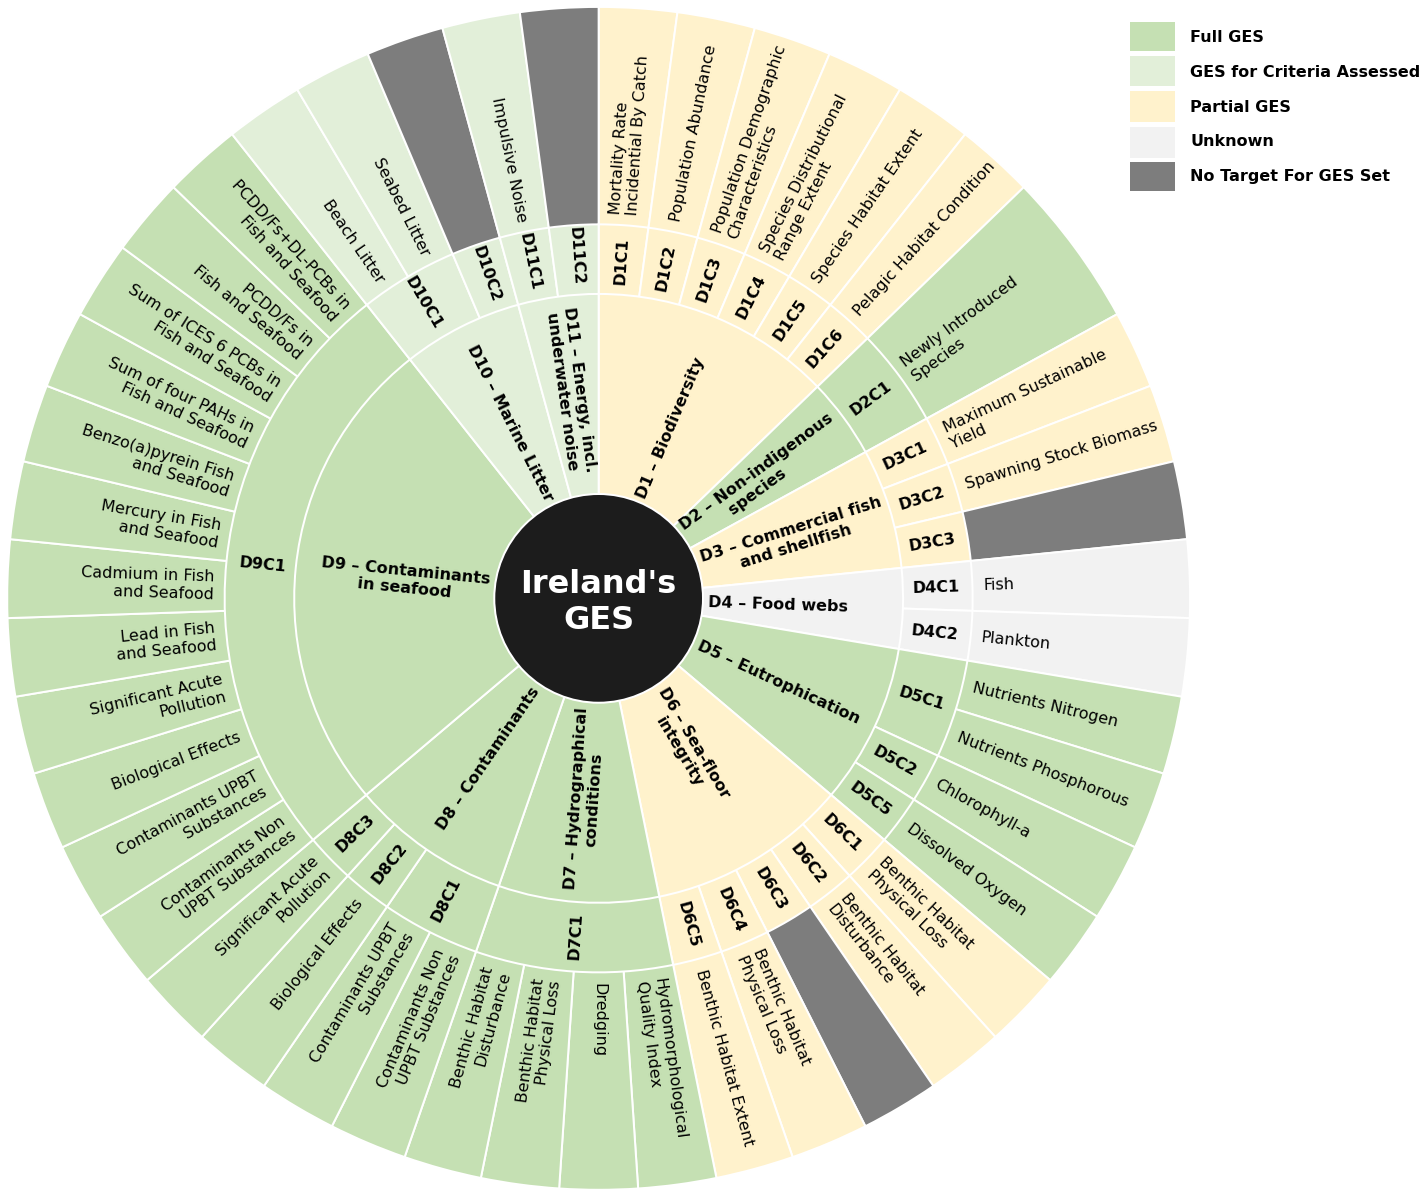 Full GES
GES for Criteria Assessed
Partial GES
Unknown
No Target For GES Set
Ireland's
GES
D1 – Biodiversity
D1C1
Mortality Rate
Incidential By Catch
D1C2
Population Abundance
D1C3
Population Demographic
Characteristics
D1C4
Species Distributional
Range Extent
D1C5
Species Habitat Extent
D1C6
Pelagic Habitat Condition
D2 – Non-indigenous
species
D2C1
Newly Introduced
Species
D3 – Commercial fish
and shellfish
D3C1
Maximum Sustainable
Yield
D3C2
Spawning Stock Biomass
D3C3
D4 – Food webs
D4C1
Fish
D4C2
Plankton
D5 – Eutrophication
D5C1
Nutrients Nitrogen
Nutrients Phosphorous
D5C2
Chlorophyll-a
D5C5
Dissolved Oxygen
D6 – Sea-floor
integrity
D6C1
Benthic Habitat
Physical Loss
D6C2
Benthic Habitat
Disturbance
D6C3
D6C4
Benthic Habitat
Physical Loss
D6C5
Benthic Habitat Extent
D7 – Hydrographical
conditions
D7C1
Hydromorphological
Quality Index
Dredging
Benthic Habitat
Physical Loss
Benthic Habitat
Disturbance
D8 – Contaminants
D8C1
Contaminants Non
UPBT Substances
Contaminants UPBT
Substances
D8C2
Biological Effects
D8C3
Significant Acute
Pollution
D9 – Contaminants
in seafood
D9C1
Contaminants Non
UPBT Substances
Contaminants UPBT
Substances
Biological Effects
Significant Acute
Pollution
Lead in Fish
and Seafood
Cadmium in Fish
and Seafood
Mercury in Fish
and Seafood
Benzo(a)pyrein Fish
and Seafood
Sum of four PAHs in
Fish and Seafood
Sum of ICES 6 PCBs in
Fish and Seafood
PCDD/Fs in
Fish and Seafood
PCDD/Fs+DL-PCBs in
Fish and Seafood
D10 – Marine Litter
D10C1
Beach Litter
Seabed Litter
D10C2
D11 – Energy, incl.
underwater noise
D11C1
Impulsive Noise
D11C2